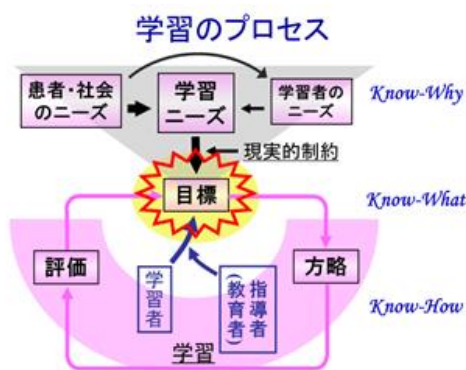 学習のプロセス
患者・社会
のニーズ
学習
ニーズ
学習者の
ニーズ
Know-Why
現実的制約
目標
Know-What
評価
方略
学習者
指導者
(教育者)
Know-How
学習